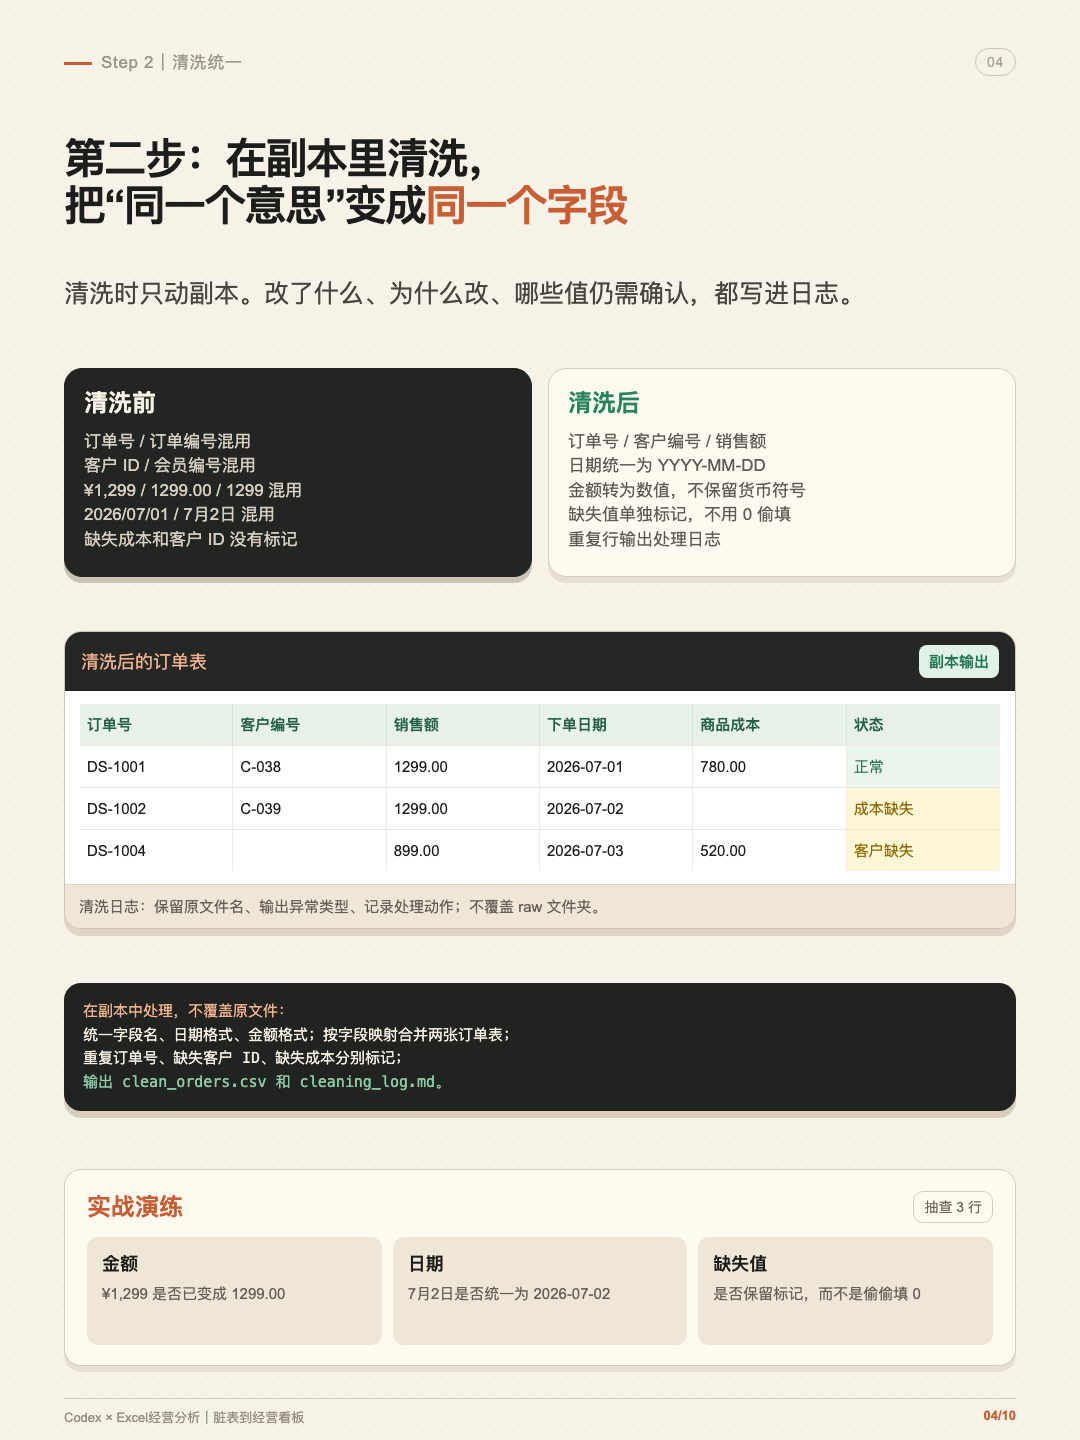 Step 2｜清洗统一
04
第二步：在副本里清洗，
把“同一个意思”变成同一个字段
清洗时只动副本。改了什么、为什么改、哪些值仍需确认，都写进日志。
清洗前
订单号 / 订单编号混用
客户 ID / 会员编号混用
¥1,299 / 1299.00 / 1299 混用
2026/07/01 / 7月2日 混用
缺失成本和客户 ID 没有标记
清洗后
订单号 / 客户编号 / 销售额
日期统一为 YYYY-MM-DD
金额转为数值，不保留货币符号
缺失值单独标记，不用 0 偷填
重复行输出处理日志
清洗后的订单表
副本输出
订单号 客户编号 销售额 下单日期 商品成本 状态
DS-1001 C-038 1299.00 2026-07-01 780.00 正常
DS-1002 C-039 1299.00 2026-07-02 成本缺失
DS-1004 899.00 2026-07-03 520.00 客户缺失
清洗日志：保留原文件名、输出异常类型、记录处理动作；不覆盖 raw 文件夹。
在副本中处理，不覆盖原文件：
统一字段名、日期格式、金额格式；按字段映射合并两张订单表；
重复订单号、缺失客户 ID、缺失成本分别标记；
输出 clean_orders.csv 和 cleaning_log.md。
实战演练
抽查 3 行
金额
¥1,299 是否已变成 1299.00
日期
7月2日是否统一为 2026-07-02
缺失值
是否保留标记，而不是偷偷填 0
Codex × Excel经营分析｜脏表到经营看板
04/10